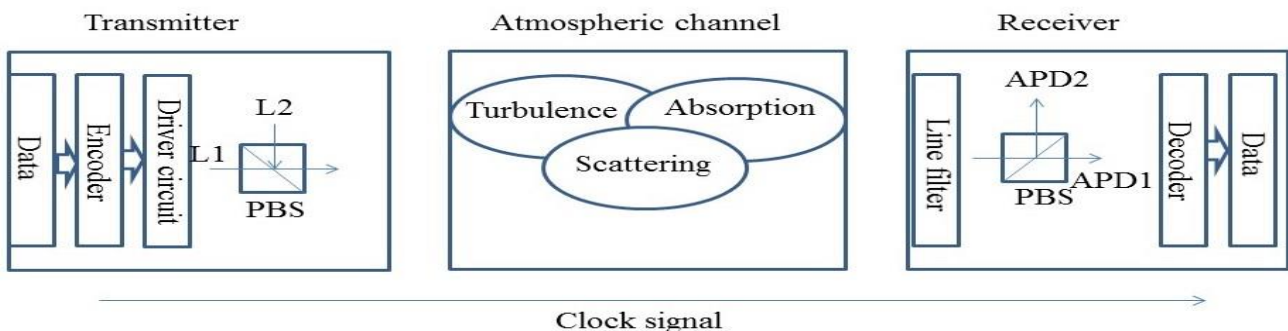 Transmitter
Data
Encoder
Driver circuit
L1
L2
PBS
Atmospheric channel
Turbulence
Absorption
Scattering
Receiver
Line filter
APD2
APD1
PBS
Decoder
Data
Clock signal